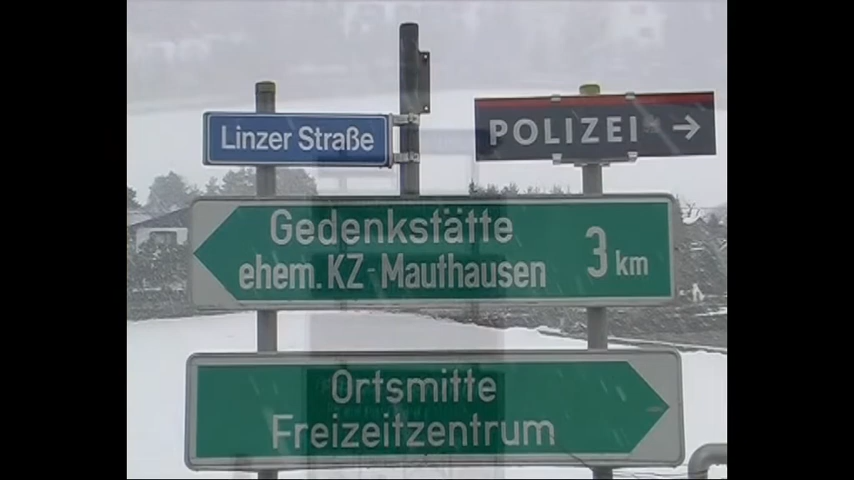 Linzer Straße
POLIZEI →
Gedenkstätte
ehem. KZ-Mauthausen 3 km
Ortsmitte
Freizeitzentrum